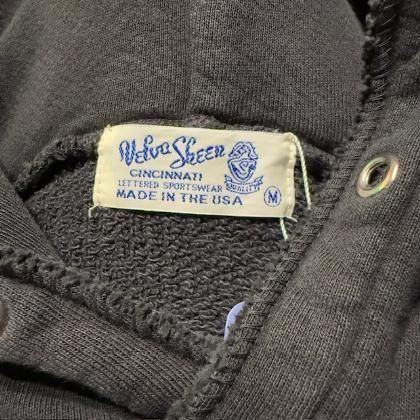 Velva Sheen
CINCINNATI
LETTERED SPORTSWEAR
QUALITY
MADE IN THE USA
M